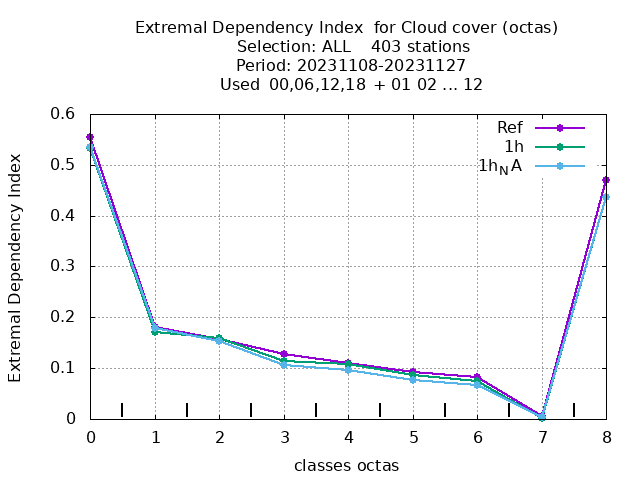 Extremal Dependency Index  for Cloud cover (octas)
Selection: ALL    403 stations
Period: 20231108-20231127
Used  00,06,12,18  + 01 02 ... 12
Extremal Dependency Index
0.6
0.5
0.4
0.3
0.2
0.1
0
Ref
1h
1h_NA
0 1 2 3 4 5 6 7 8
classes octas